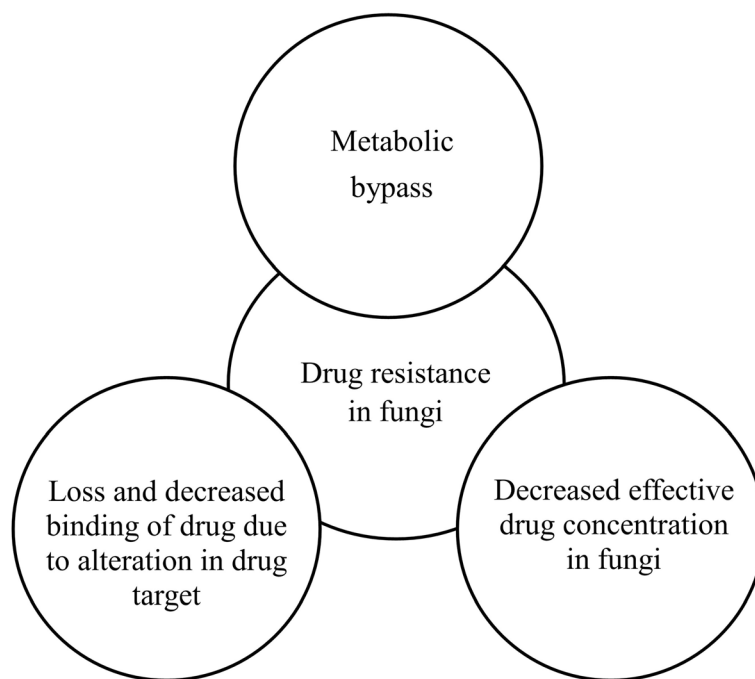 Metabolic
bypass
Drug resistance
in fungi
Loss and decreased
binding of drug due
to alteration in drug
target
Decreased effective
drug concentration
in fungi